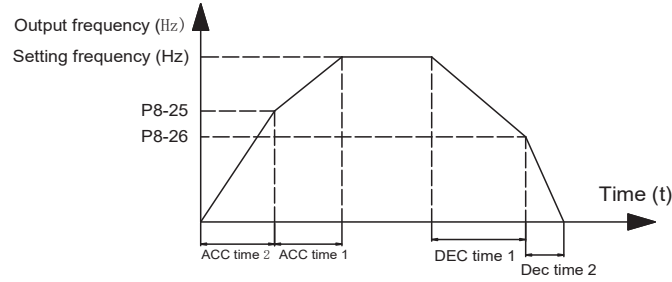 Output frequency (Hz)
Setting frequency (Hz)
P8-25
P8-26
Time (t)
ACC time 2
ACC time 1
DEC time 1
Dec time 2